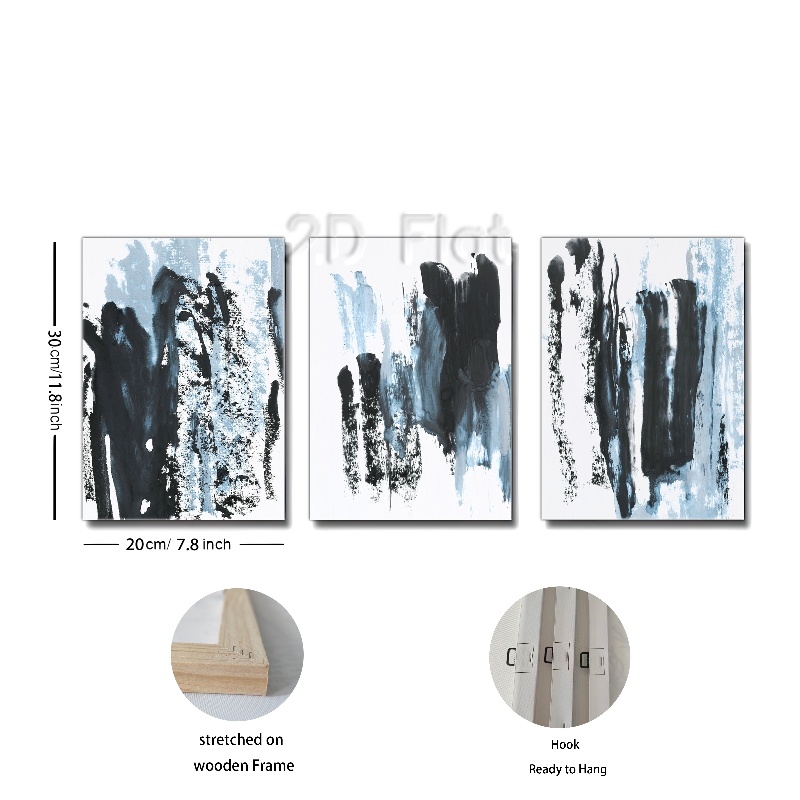 2D Flat
30cm/11.8inch
20cm/ 7.8 inch
stretched on
wooden Frame
Hook
Ready to Hang